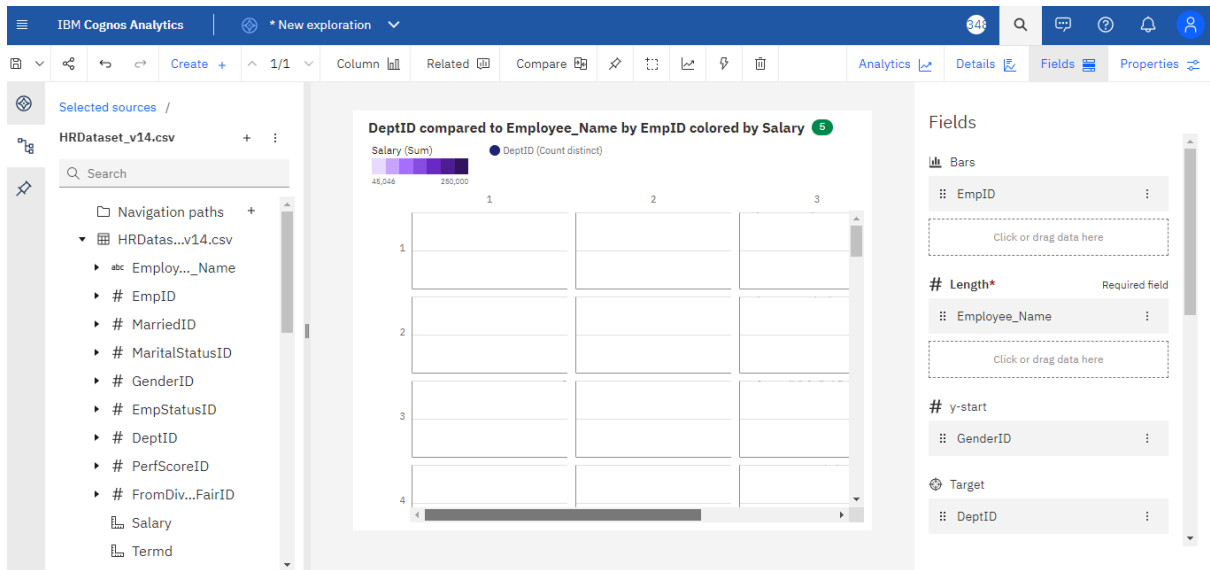 IBM Cognos Analytics
* New exploration
348
Create +
1/1
Column
Related
Compare
Analytics
Details
Fields
Properties
Selected sources /
HRDataset_v14.csv
Search
Navigation paths +
HRDatas...v14.csv
abc Employ..._Name
# EmpID
# MarriedID
# MaritalStatusID
# GenderID
# EmpStatusID
# DeptID
# PerfScoreID
# FromDiv...FairID
Salary
Termd
DeptID compared to Employee_Name by EmpID colored by Salary 5
Salary (Sum)
DeptID (Count distinct)
45,046 250,000
1 2 3
1
2
3
4
Fields
Bars
EmpID
Click or drag data here
# Length* Required field
Employee_Name
Click or drag data here
# y-start
GenderID
Target
DeptID